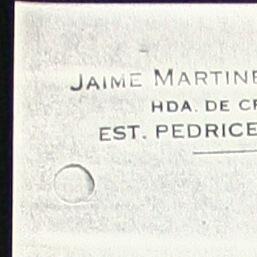 JAIME MARTINE
HDA. DE CR
EST. PEDRICE